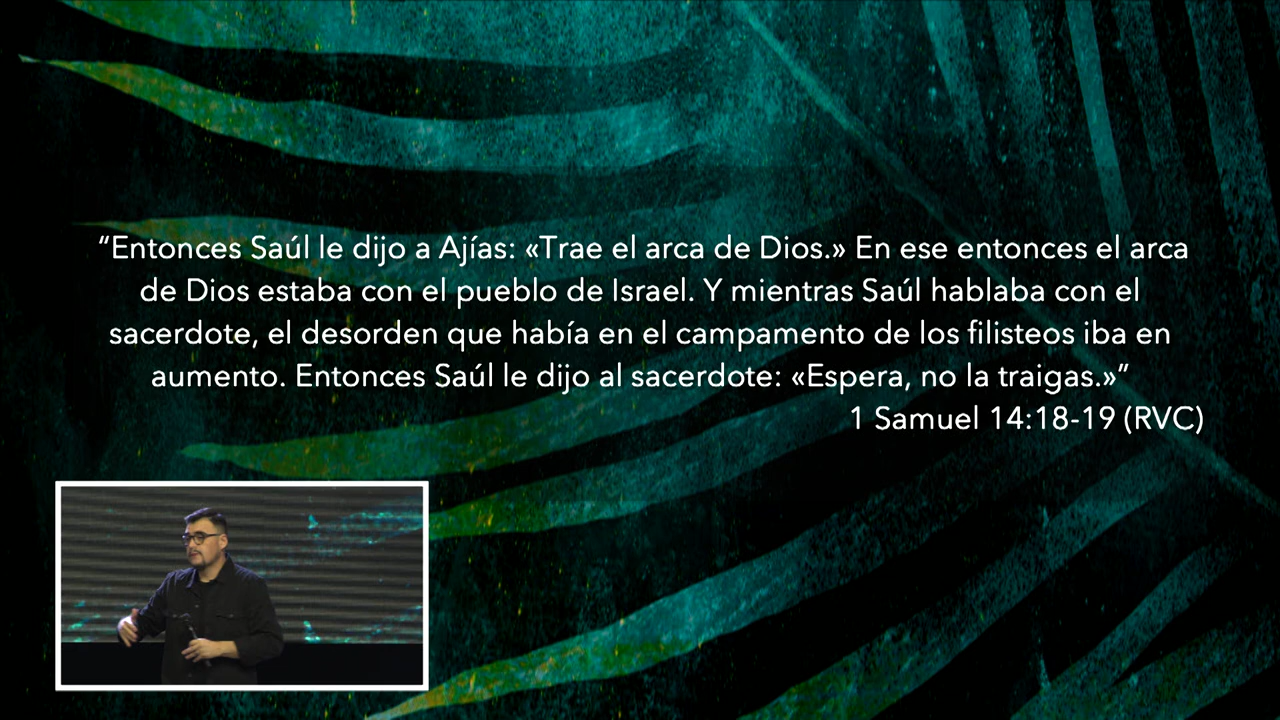 “Entonces Saúl le dijo a Ajías: «Trae el arca de Dios.» En ese entonces el arca
de Dios estaba con el pueblo de Israel. Y mientras Saúl hablaba con el
sacerdote, el desorden que había en el campamento de los filisteos iba en
aumento. Entonces Saúl le dijo al sacerdote: «Espera, no la traigas.»”
1 Samuel 14:18-19 (RVC)